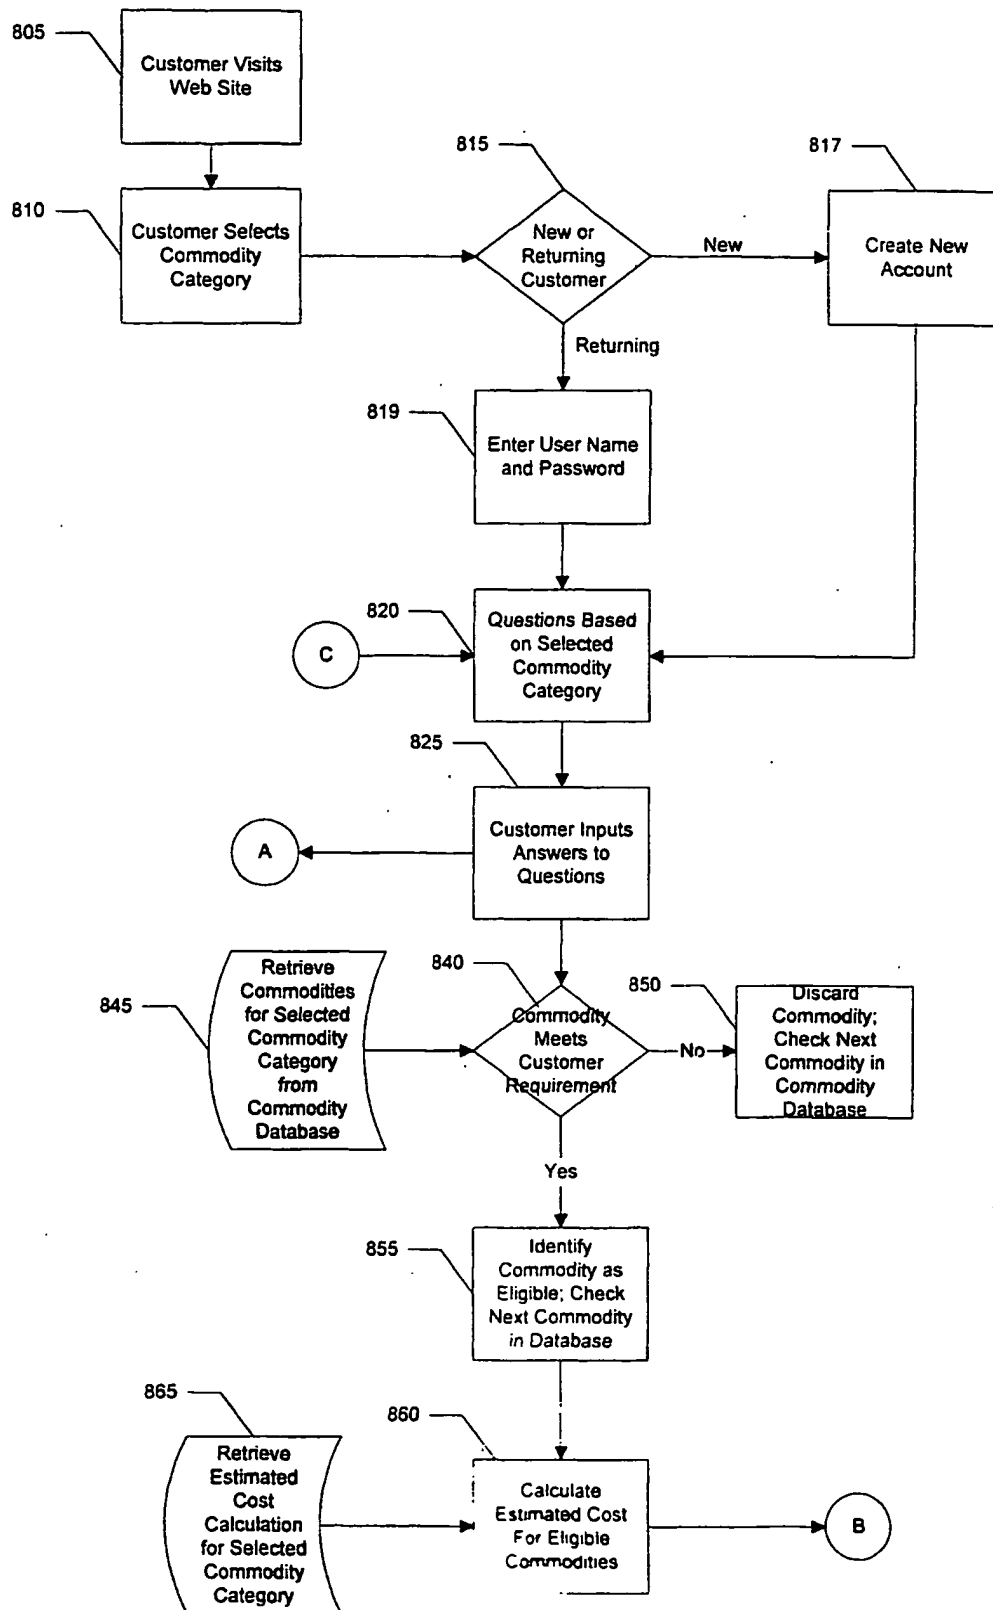 805
Customer Visits
Web Site
810
Customer Selects
Commodity
Category
815
New or
Returning
Customer
New
817
Create New
Account
Returning
819
Enter User Name
and Password
820
Questions Based
on Selected
Commodity
Category
C
825
Customer Inputs
Answers to
Questions
A
845
Retrieve
Commodities
for Selected
Commodity
Category
from
Commodity
Database
840
Commodity
Meets
Customer
Requirement
No
850
Discard
Commodity;
Check Next
Commodity in
Commodity
Database
Yes
855
Identify
Commodity as
Eligible; Check
Next Commodity
in Database
865
Retrieve
Estimated
Cost
Calculation
for Selected
Commodity
Category
860
Calculate
Estimated Cost
For Eligible
Commodities
B